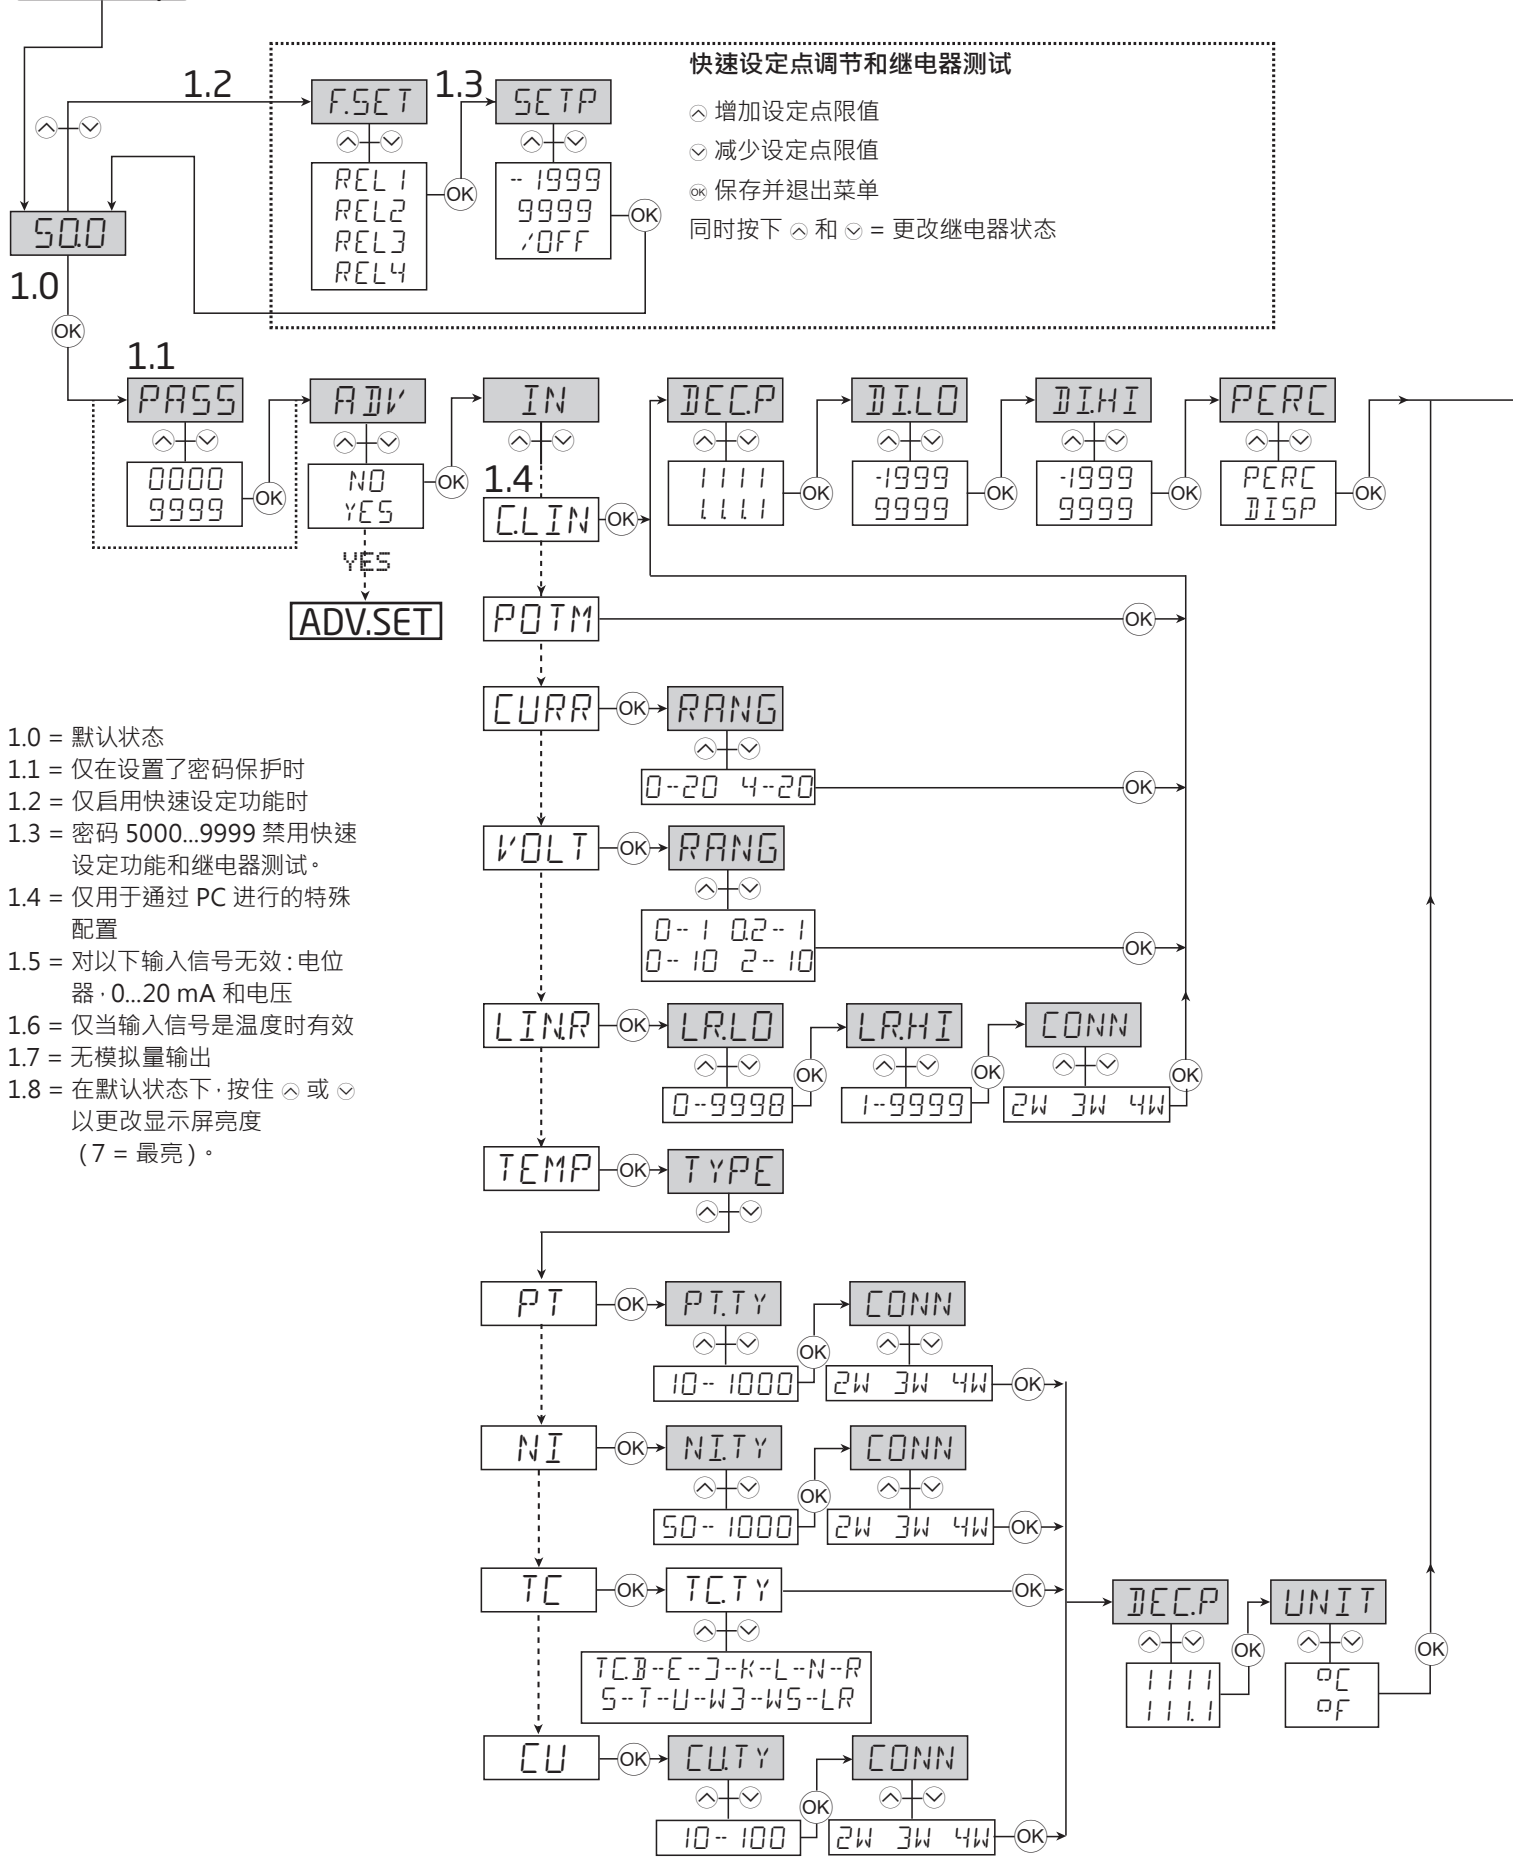 1.2
F.SET
REL1
REL2
REL3
REL4
OK
1.3
SETP
-1999
9999
/OFF
OK
快速设定点调节和继电器测试
增加设定点限值
减少设定点限值
OK 保存并退出菜单
同时按下 和 = 更改继电器状态
50.0
1.0
OK
1.1
PASS
0000
9999
OK
ADV
NO
YES
OK
YES
ADV.SET
IN
1.4
C.LIN
OK
DEC.P
1111
1.1.1.1
OK
DI.LO
-1999
9999
OK
DI.HI
-1999
9999
OK
PERC
PERC
DISP
OK
POTM
OK
CURR
OK
RANG
0-20 4-20
OK
VOLT
OK
RANG
0-1 0.2-1
0-10 2-10
OK
LIN.R
OK
LR.LO
0-9998
OK
LR.HI
1-9999
OK
CONN
2W 3W 4W
OK
TEMP
OK
TYPE
1.0 = 默认状态
1.1 = 仅在设置了密码保护时
1.2 = 仅启用快速设定功能时
1.3 = 密码 5000...9999 禁用快速
设定功能和继电器测试。
1.4 = 仅用于通过 PC 进行的特殊
配置
1.5 = 对以下输入信号无效:电位
器,0...20 mA 和电压
1.6 = 仅当输入信号是温度时有效
1.7 = 无模拟量输出
1.8 = 在默认状态下,按住 或
以更改显示屏亮度
(7 = 最亮)。
PT
OK
PT.TY
10-1000
OK
CONN
2W 3W 4W
OK
NI
OK
NI.TY
50-1000
OK
CONN
2W 3W 4W
OK
TC
OK
TC.TY
OK
TC.B-E-J-K-L-N-R
S-T-U-W3-W5-LR
CU
OK
CU.TY
10-100
OK
CONN
2W 3W 4W
OK
DEC.P
1111
111.1
OK
UNIT
°C
°F
OK